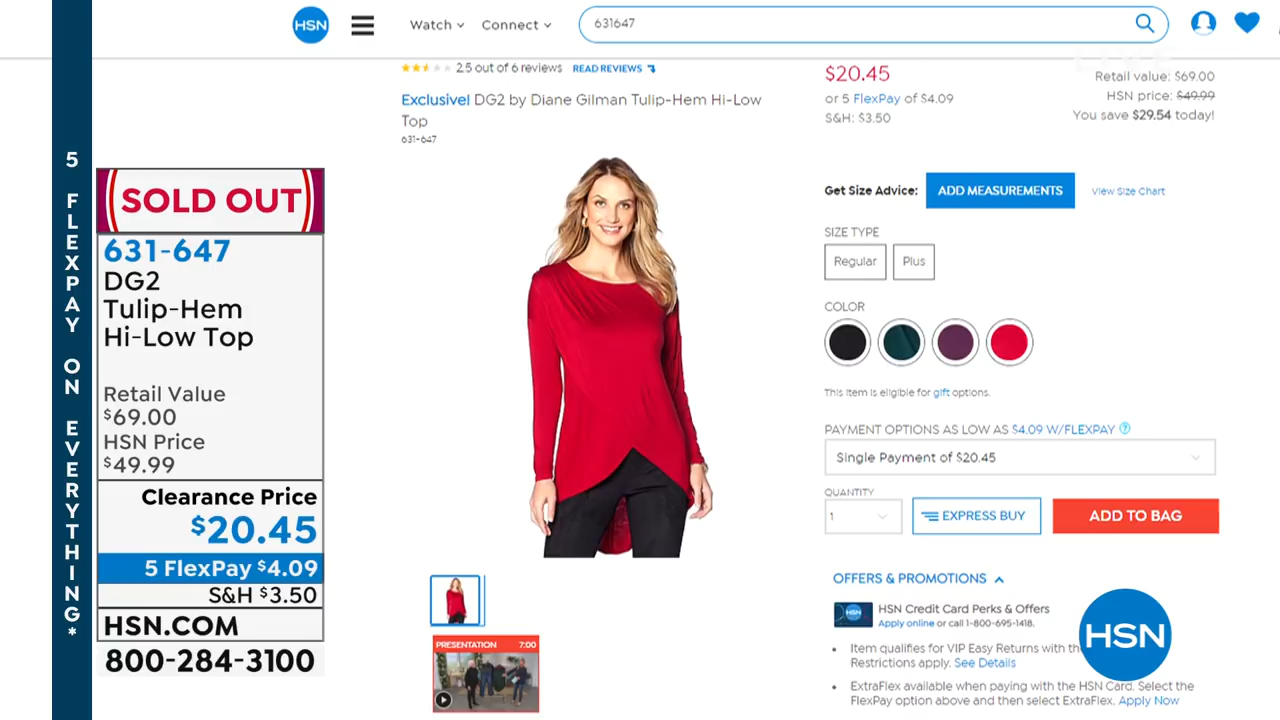 HSN
Watch
Connect
631647
5 FLEXPAY ON EVERYTHING*
SOLD OUT
631-647
DG2
Tulip-Hem
Hi-Low Top
Retail Value
$69.00
HSN Price
$49.99
Clearance Price
$20.45
5 FlexPay $4.09
S&H $3.50
HSN.COM
800-284-3100
2.5 out of 6 reviews READ REVIEWS
Exclusive! DG2 by Diane Gilman Tulip-Hem Hi-Low
Top
631-647
PRESENTATION 7:00
$20.45
or 5 FlexPay of $4.09
S&H: $3.50
LIVE
Retail value: $69.00
HSN price: $49.99
You save $29.54 today!
Get Size Advice: ADD MEASUREMENTS View Size Chart
SIZE TYPE
Regular Plus
COLOR
This item is eligible for gift options.
PAYMENT OPTIONS AS LOW AS $4.09 W/FLEXPAY ?
Single Payment of $20.45
QUANTITY
1 EXPRESS BUY ADD TO BAG
OFFERS & PROMOTIONS
HSN HSN Credit Card Perks & Offers
Apply online or call 1-800-695-1418.
Item qualifies for VIP Easy Returns with th
Restrictions apply. See Details
ExtraFlex available when paying with the HSN Card. Select the
FlexPay option above and then select ExtraFlex. Apply Now
HSN